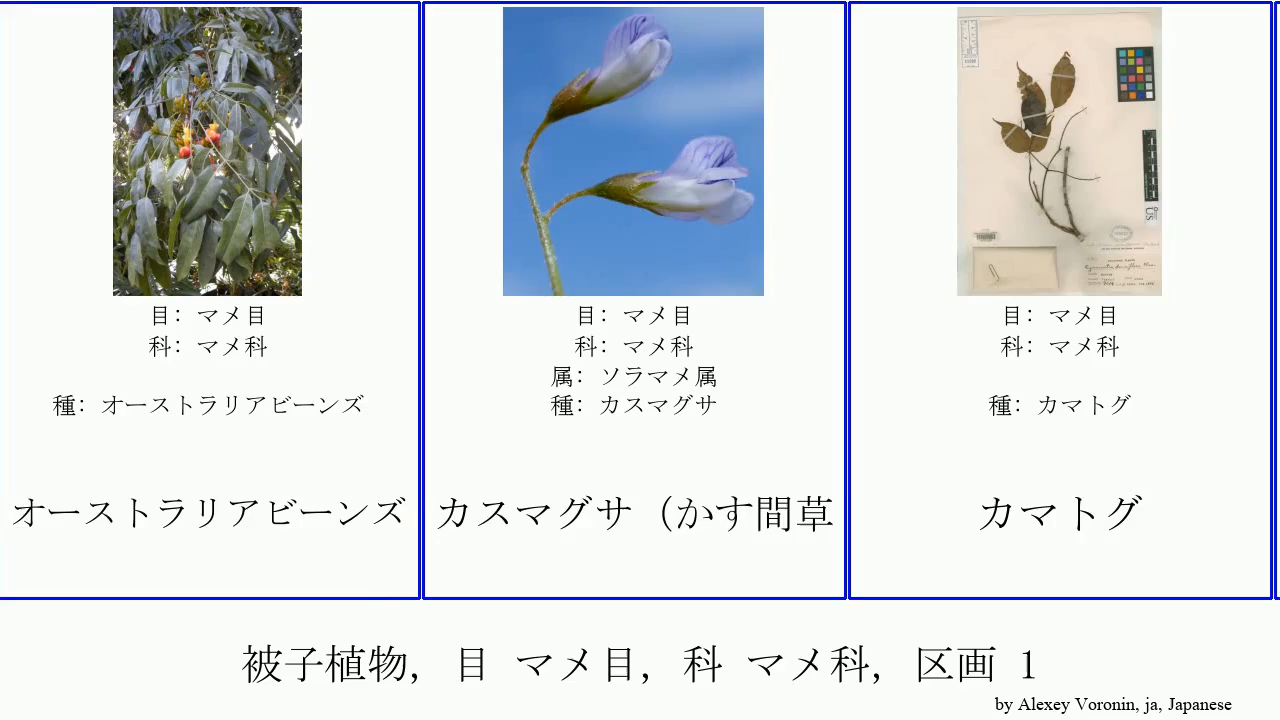 目: マメ目
科: マメ科
種: オーストラリアビーンズ
オーストラリアビーンズ
目: マメ目
科: マメ科
属: ソラマメ属
種: カスマグサ
カスマグサ（かす間草
目: マメ目
科: マメ科
種: カマトグ
カマトグ
被子植物, 目 マメ目, 科 マメ科, 区画 1
by Alexey Voronin, ja, Japanese